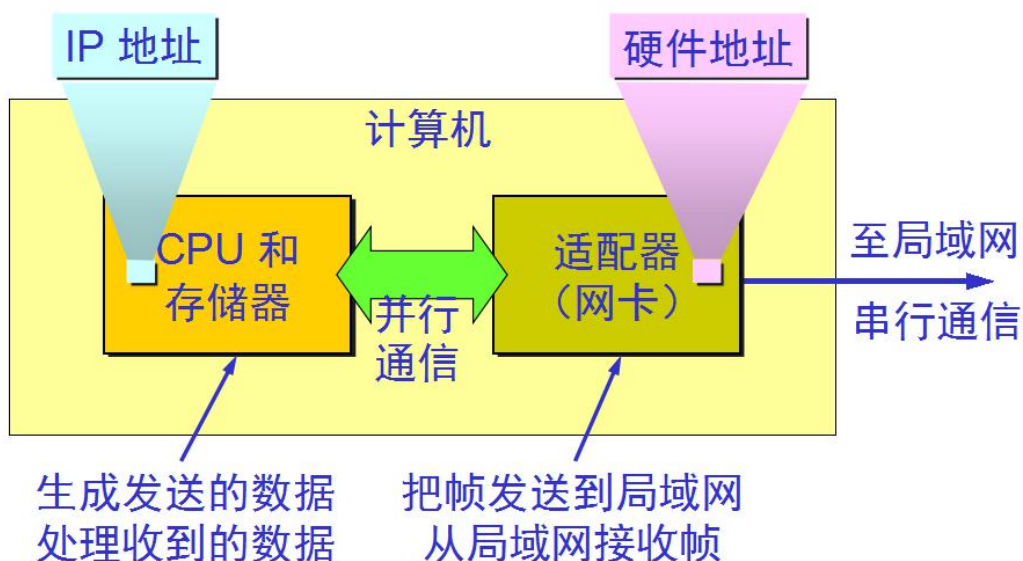 IP 地址
硬件地址
计算机
CPU 和
存储器
并行
通信
适配器
（网卡）
至局域网
串行通信
生成发送的数据
处理收到的数据
把帧发送到局域网
从局域网接收帧